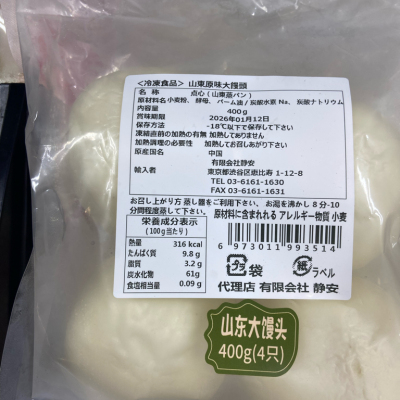 ＜冷凍食品＞ 山東原味大饅頭
名 称 点心 ( 山東蒸パン )
原材料名 小麦粉、酵母、パーム油 / 炭酸水素 Na、炭酸ナトリウム
内容量 400g
賞味期限 2026年01月12日
保存方法 -18℃以下で保存して下さい
凍結直前の加熱の有無 加熱してありません
加熱調理の必要性 加熱してお召しあがり下さい
原産国名 中国
輸入者 有限会社静安
東京都渋谷区恵比寿 1-12-8
TEL 03-6161-1630
FAX 03-6161-1631
お召し上がり方 蒸し器をご利用下さい。 お湯を沸かし 8 分-10
分間程度蒸して下さい。
原材料に含まれれる アレルギー物質 小麦
栄養成分表示
(100g当たり)
熱量 316 kcal
たんぱく質 9.8 g
脂質 3.2 g
炭水化物 61g
食塩相当量 0.09 g
6 973011 993514
プラ 袋
紙 ラベル
代理店 有限会社 静安
山东大馒头
400g(4只)